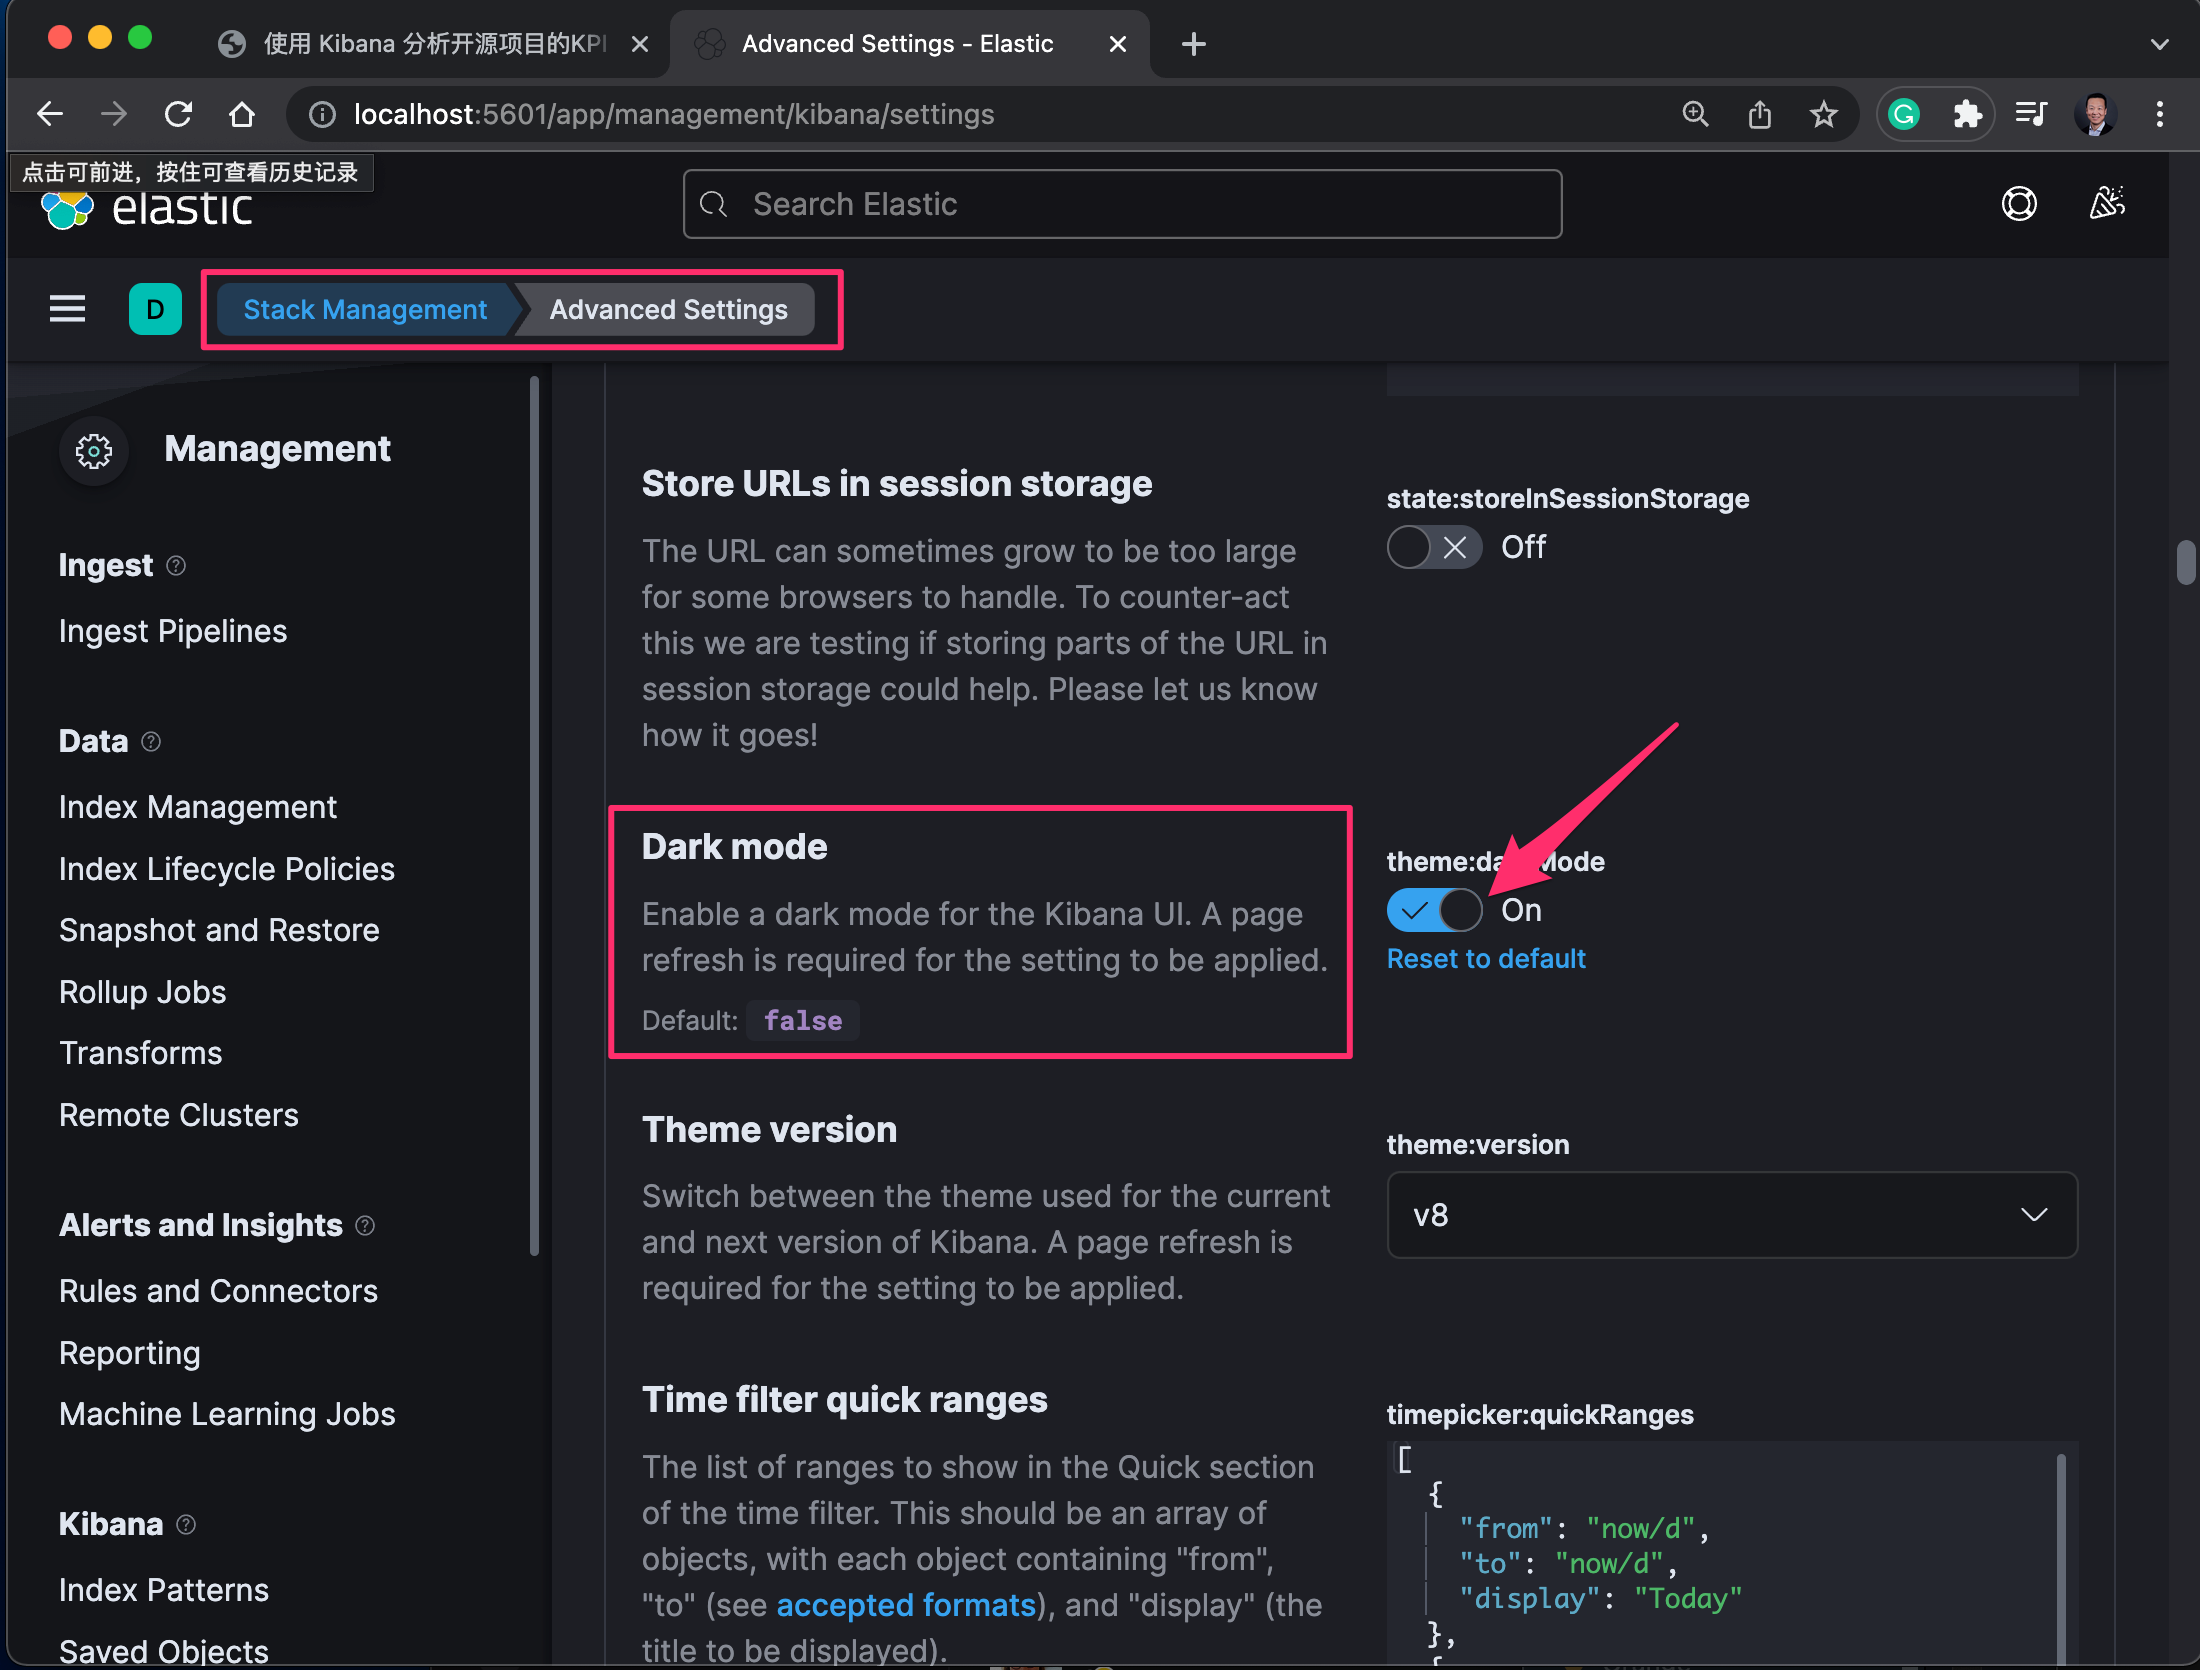 使用 Kibana 分析开源项目的KPI
Advanced Settings - Elastic
localhost:5601/app/management/kibana/settings
点击可前进，按住可查看历史记录
elastic
Search Elastic
D
Stack Management
Advanced Settings
Management
Ingest
Ingest Pipelines
Data
Index Management
Index Lifecycle Policies
Snapshot and Restore
Rollup Jobs
Transforms
Remote Clusters
Alerts and Insights
Rules and Connectors
Reporting
Machine Learning Jobs
Kibana
Index Patterns
Saved Objects
Store URLs in session storage
The URL can sometimes grow to be too large
for some browsers to handle. To counter-act
this we are testing if storing parts of the URL in
session storage could help. Please let us know
how it goes!
state:storeInSessionStorage
Off
Dark mode
Enable a dark mode for the Kibana UI. A page
refresh is required for the setting to be applied.
Default: false
theme:da Mode
On
Reset to default
Theme version
Switch between the theme used for the current
and next version of Kibana. A page refresh is
required for the setting to be applied.
theme:version
v8
Time filter quick ranges
The list of ranges to show in the Quick section
of the time filter. This should be an array of
objects, with each object containing "from",
"to" (see accepted formats), and "display" (the
title to be displayed).
timepicker:quickRanges
[
{
"from": "now/d",
"to": "now/d",
"display": "Today"
},
{